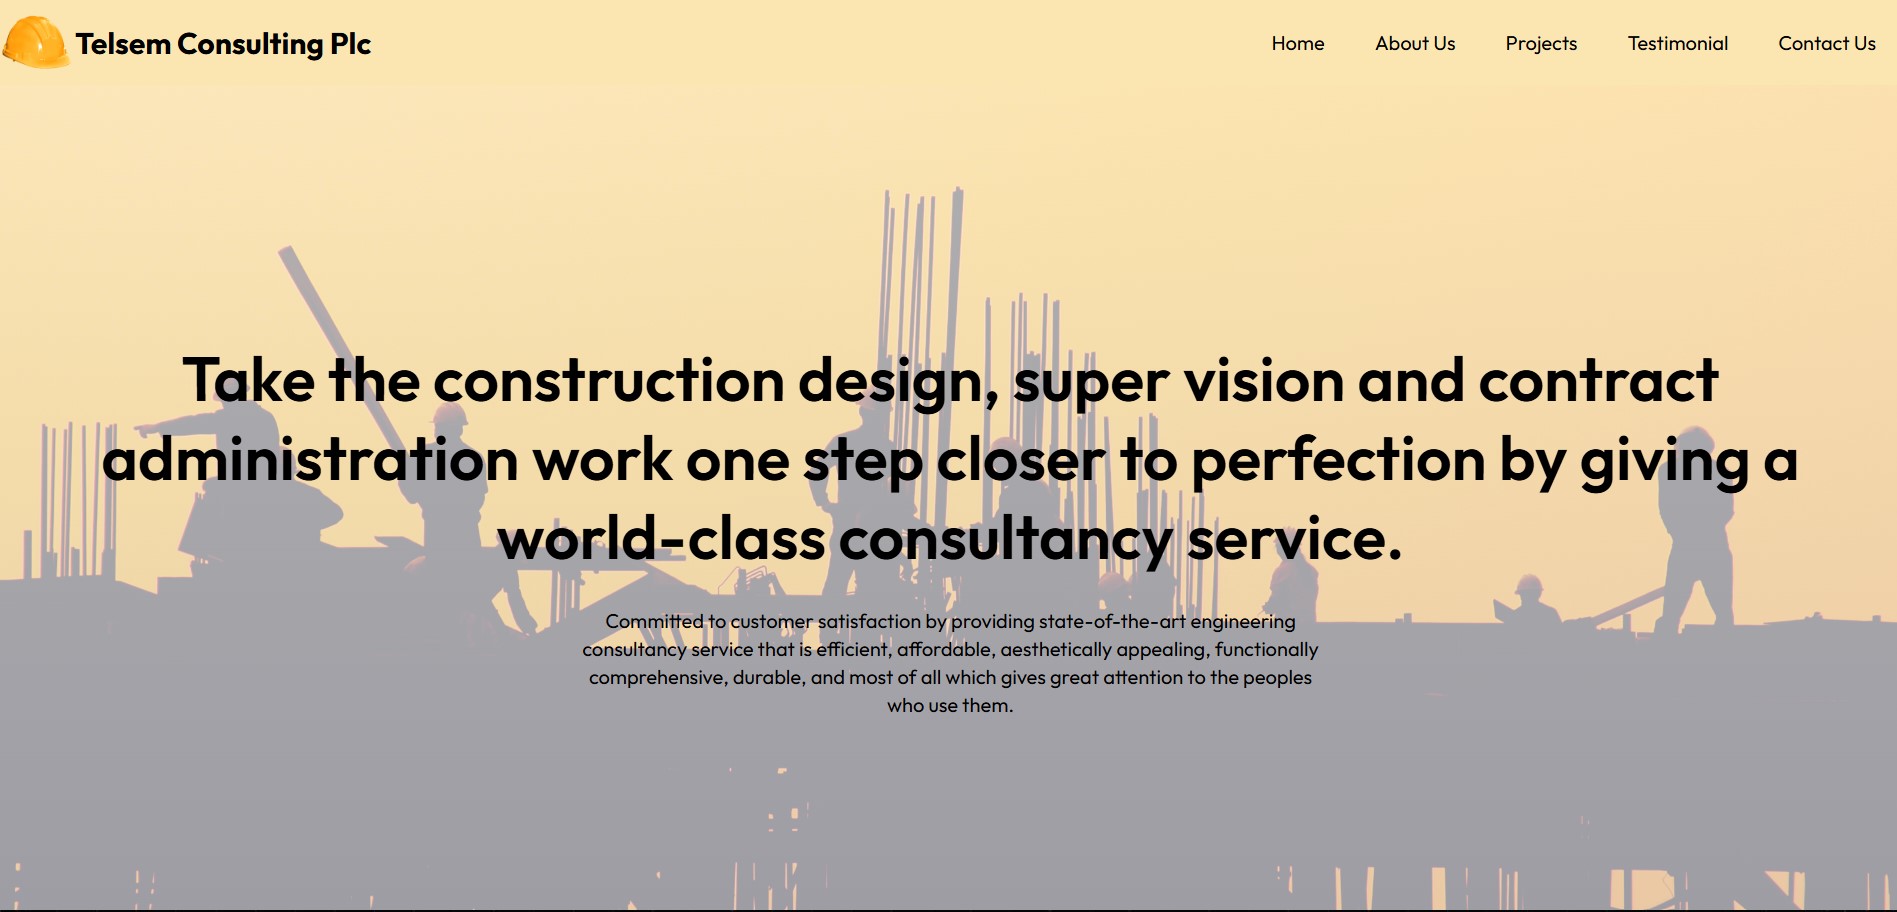 Telsem Consulting Plc
Home About Us Projects Testimonial Contact Us
Take the construction design, super vision and contract
administration work one step closer to perfection by giving a
world-class consultancy service.
Committed to customer satisfaction by providing state-of-the-art engineering
consultancy service that is efficient, affordable, aesthetically appealing, functionally
comprehensive, durable, and most of all which gives great attention to the peoples
who use them.